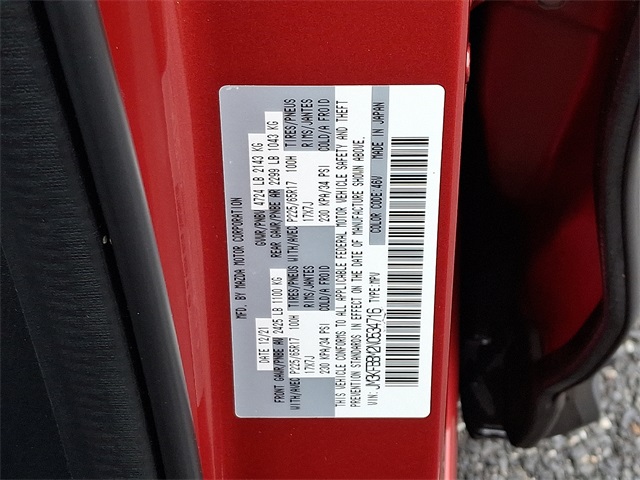 MFD. BY MAZDA MOTOR CORPORATION
DATE 12/21 GVWR/PNBV 4724 LB 2143 KG
FRONT GAWR/PNBE AV 2425 LB 1100 KG REAR GAWR/PNBE AR 2299 LB 1043 KG
WITH/AVEC P225/65R17 100H TIRES/PNEUS WITH/AVEC P225/65R17 100H TIRES/PNEUS
17X7J RIMS/JANTES 17X7J RIMS/JANTES
230 KPA/34 PSI COLD/A FROID 230 KPA/34 PSI COLD/A FROID
THIS VEHICLE CONFORMS TO ALL APPLICABLE FEDERAL MOTOR VEHICLE SAFETY AND THEFT
PREVENTION STANDARDS IN EFFECT ON THE DATE OF MANUFACTURE SHOWN ABOVE.
VIN: TYPE:MPV COLOR CODE:46V MADE IN JAPAN